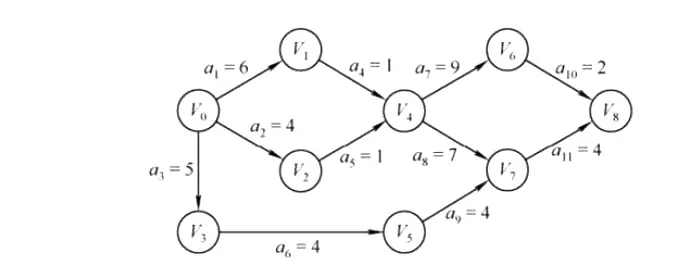 V₁ V₆
a₁ = 6 a₄ = 1 a₇ = 9 a₁₀ = 2
V₀ V₄ V₈
a₂ = 4
a₃ = 5 V₂ a₅ = 1 a₈ = 7 V₇ a₁₁ = 4
V₃ V₅ a₉ = 4
a₆ = 4